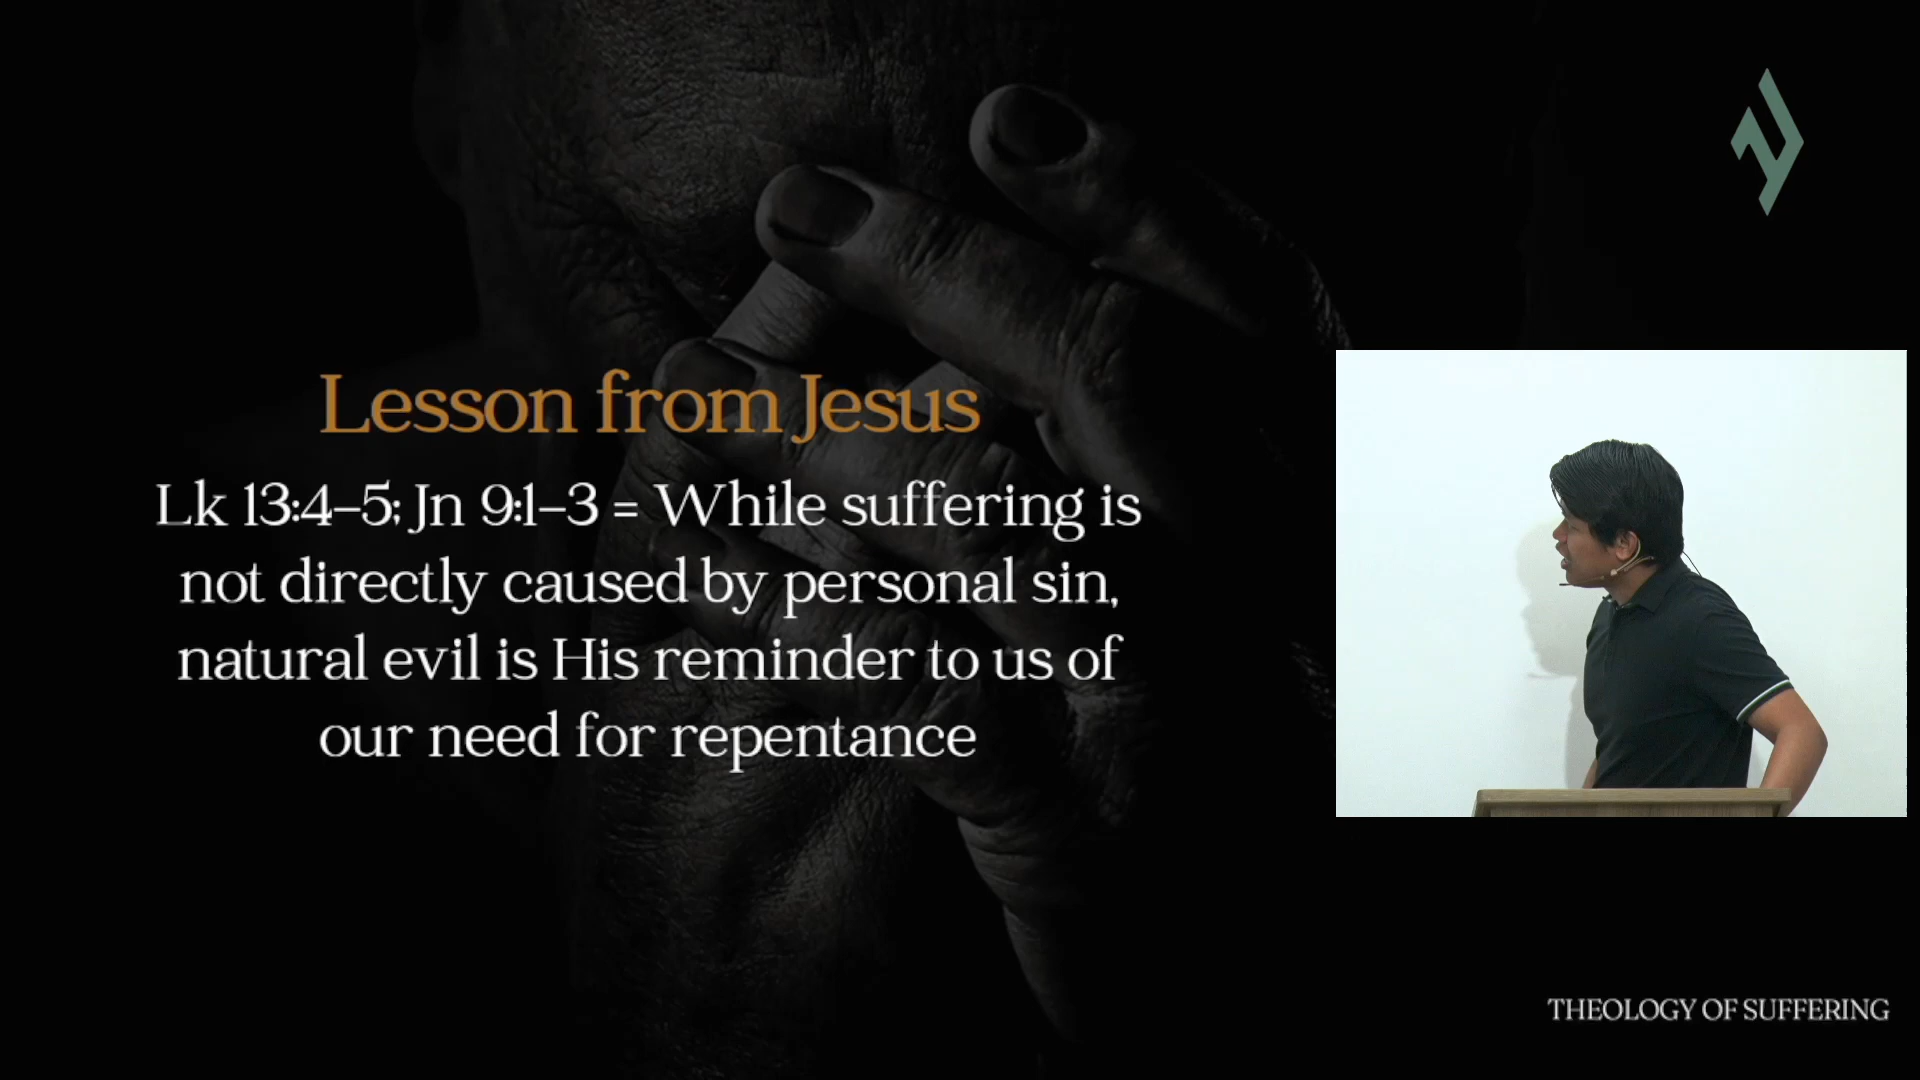 Lesson from Jesus
Lk 13:4–5; Jn 9:1–3 = While suffering is
not directly caused by personal sin,
natural evil is His reminder to us of
our need for repentance
THEOLOGY OF SUFFERING